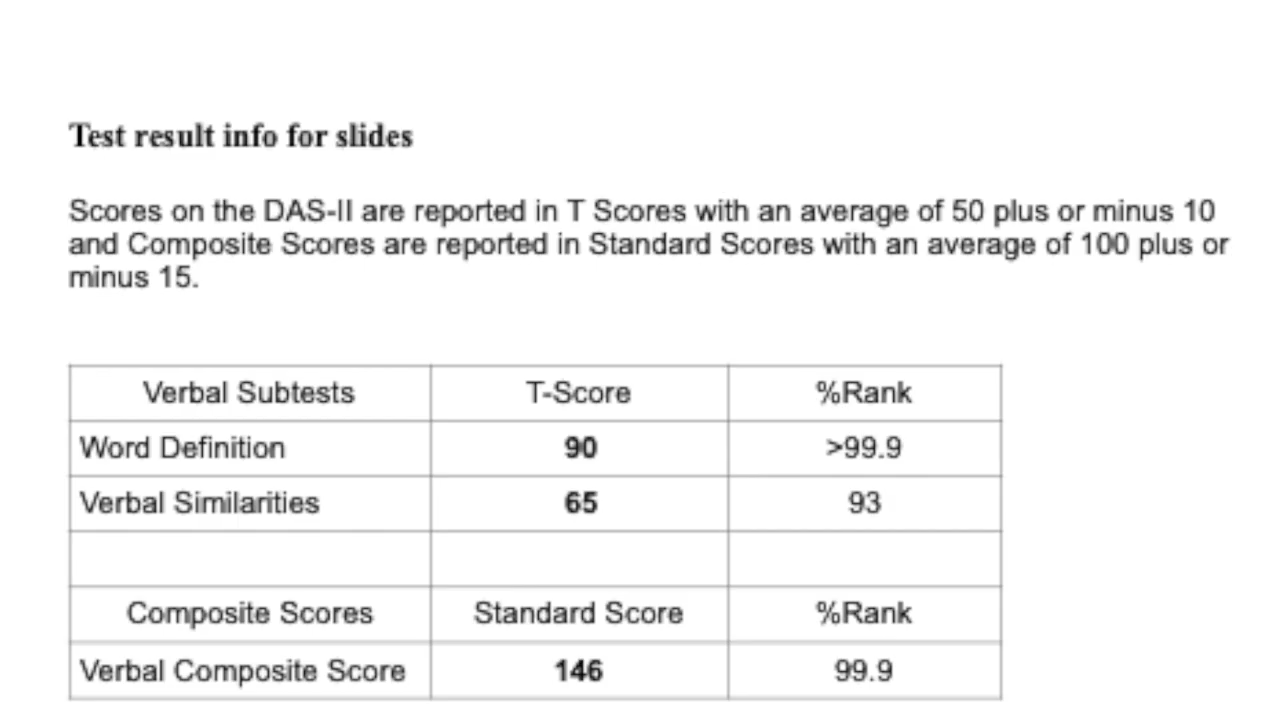 Test result info for slides
Scores on the DAS-II are reported in T Scores with an average of 50 plus or minus 10
and Composite Scores are reported in Standard Scores with an average of 100 plus or
minus 15.
Verbal Subtests T-Score %Rank
Word Definition 90 >99.9
Verbal Similarities 65 93
Composite Scores Standard Score %Rank
Verbal Composite Score 146 99.9